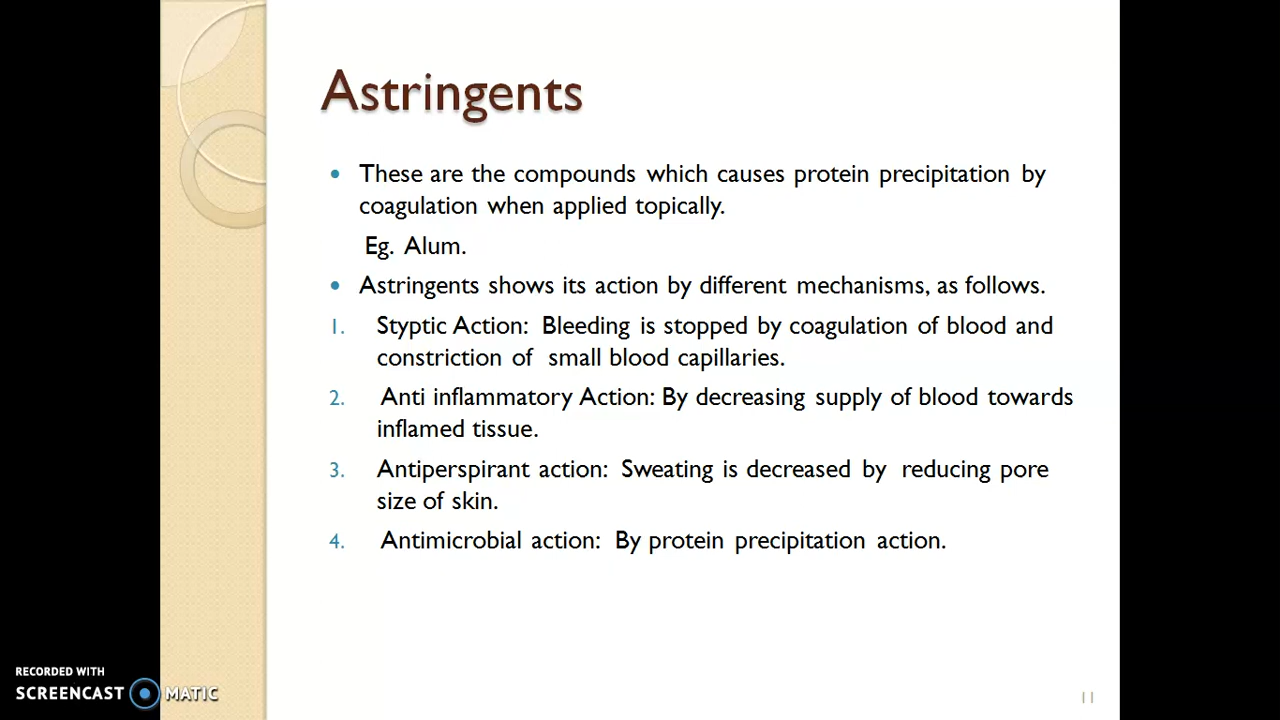 Astringents
• These are the compounds which causes protein precipitation by
coagulation when applied topically.
Eg. Alum.
• Astringents shows its action by different mechanisms, as follows.
1. Styptic Action: Bleeding is stopped by coagulation of blood and
constriction of small blood capillaries.
2. Anti inflammatory Action: By decreasing supply of blood towards
inflamed tissue.
3. Antiperspirant action: Sweating is decreased by reducing pore
size of skin.
4. Antimicrobial action: By protein precipitation action.
RECORDED WITH
SCREENCAST MATIC
11